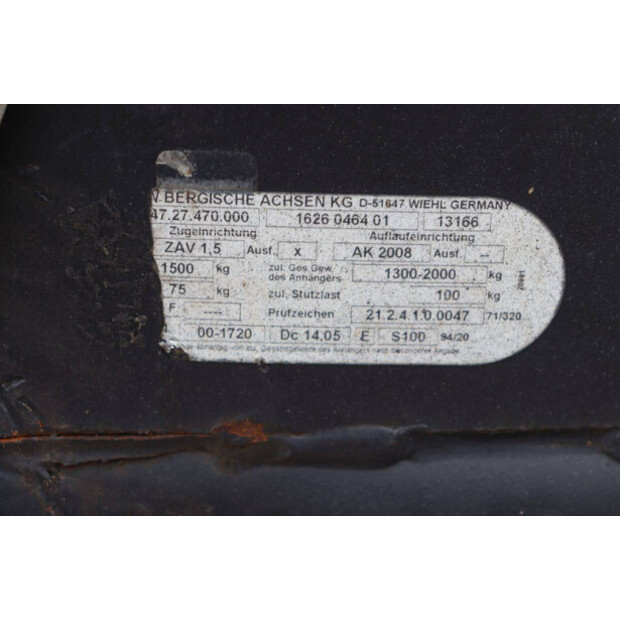 N.BERGISCHE ACHSEN KG D-51647 WIEHL GERMANY
47.27.470.000 1626 0464 01 13166
Zugeinrichtung Auflaufeinrichtung
ZAV 1,5 Ausf. x AK 2008 Ausf. --
1500 kg zul. Ges Gew. des Anhängers 1300-2000 kg
75 kg zul. Stutzlast 100 kg
F ---- Prüfzeichen 21.2.4.1.0.0047 71/320
00-1720 Dc 14,05 E S100 94/20